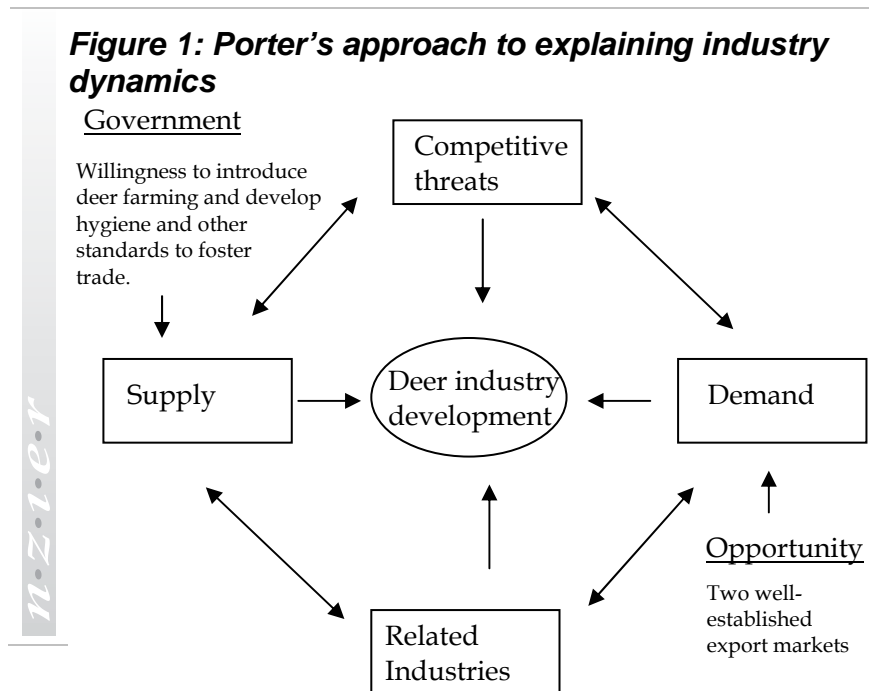 Figure 1: Porter's approach to explaining industry
dynamics
Government
Willingness to introduce
deer farming and develop
hygiene and other
standards to foster
trade.
Competitive
threats
Supply
Deer industry
development
Demand
Opportunity
Two well-
established
export markets
Related
Industries
n•z•i•e•r